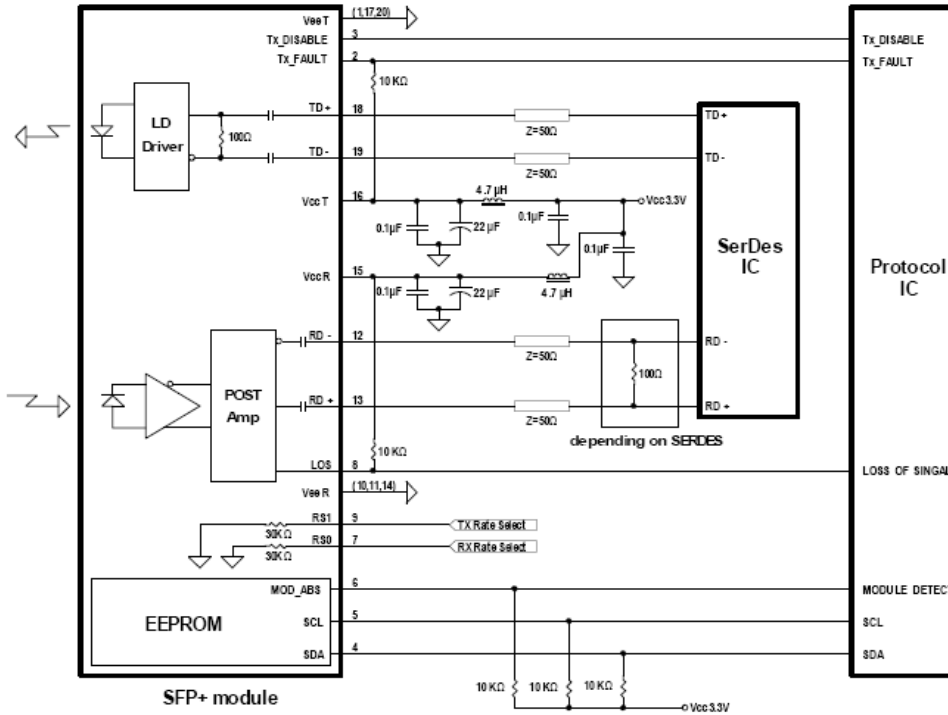 VeeT (1,17,20)
Tx_DISABLE 3 Tx_DISABLE
Tx_FAULT 2 Tx_FAULT
10 KΩ
LD
Driver
100Ω
TD+ 18 Z=50Ω TD+
TD- 19 Z=50Ω TD-
VccT 16 4.7 µH Vcc3.3V
0.1µF 22 µF 0.1µF 0.1µF
SerDes
IC
Protocol
IC
VccR 15
0.1µF 22 µF 4.7 µH
RD - 12 Z=50Ω RD -
100Ω
POST
Amp
RD + 13 Z=50Ω RD+
depending on SERDES
10 KΩ
LOS 8 LOSS OF SINGAL
VeeR (10,11,14)
RS1 9 TX Rate Select
30KΩ
RS0 7 RX Rate Select
30KΩ
MOD_ABS 6 MODULE DETECT
EEPROM
SCL 5 SCL
SDA 4 SDA
10 KΩ 10 KΩ 10 KΩ
Vcc3.3V
SFP+ module